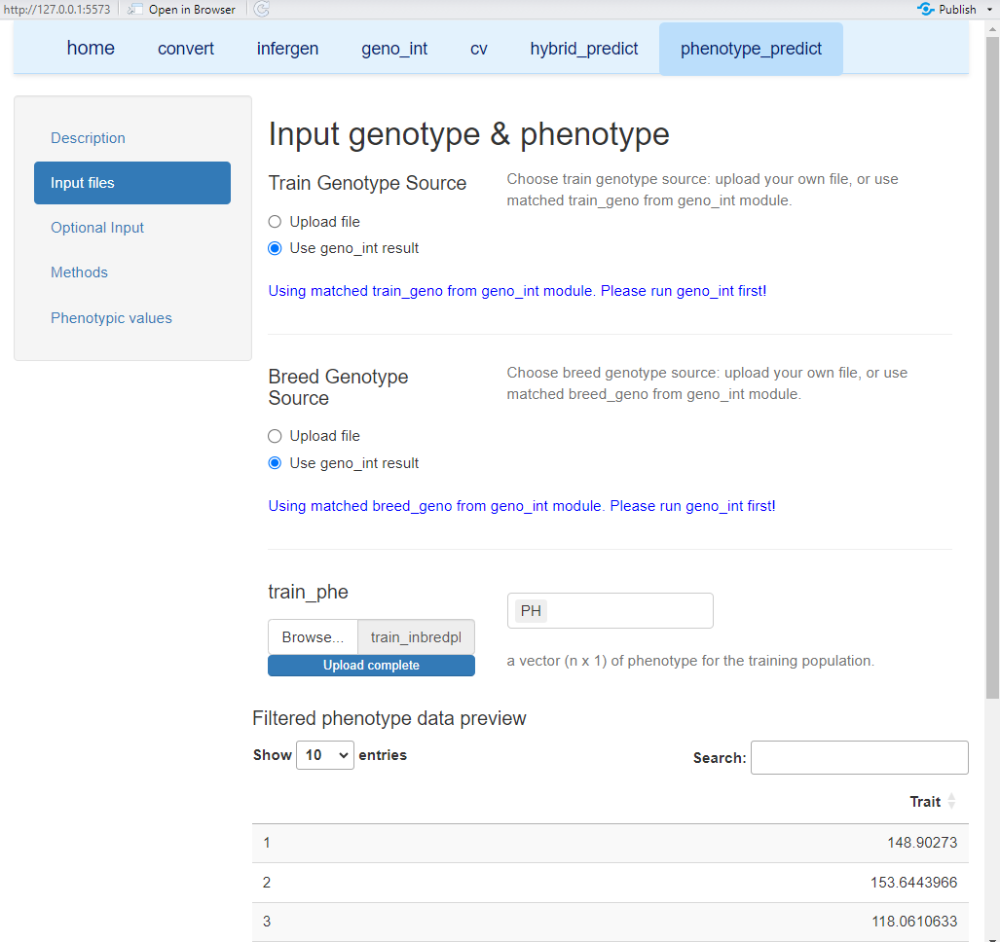 http://127.0.0.1:5573 Open in Browser Publish
home convert infergen geno_int cv hybrid_predict phenotype_predict
Description
Input files
Optional Input
Methods
Phenotypic values
Input genotype & phenotype
Train Genotype Source
Choose train genotype source: upload your own file, or use
matched train_geno from geno_int module.
Upload file
Use geno_int result
Using matched train_geno from geno_int module. Please run geno_int first!
Breed Genotype
Source
Choose breed genotype source: upload your own file, or use
matched breed_geno from geno_int module.
Upload file
Use geno_int result
Using matched breed_geno from geno_int module. Please run geno_int first!
train_phe
Browse... train_inbredpl
Upload complete
PH
a vector (n x 1) of phenotype for the training population.
Filtered phenotype data preview
Show 10 entries
Search:
Trait
1 148.90273
2 153.6443966
3 118.0610633